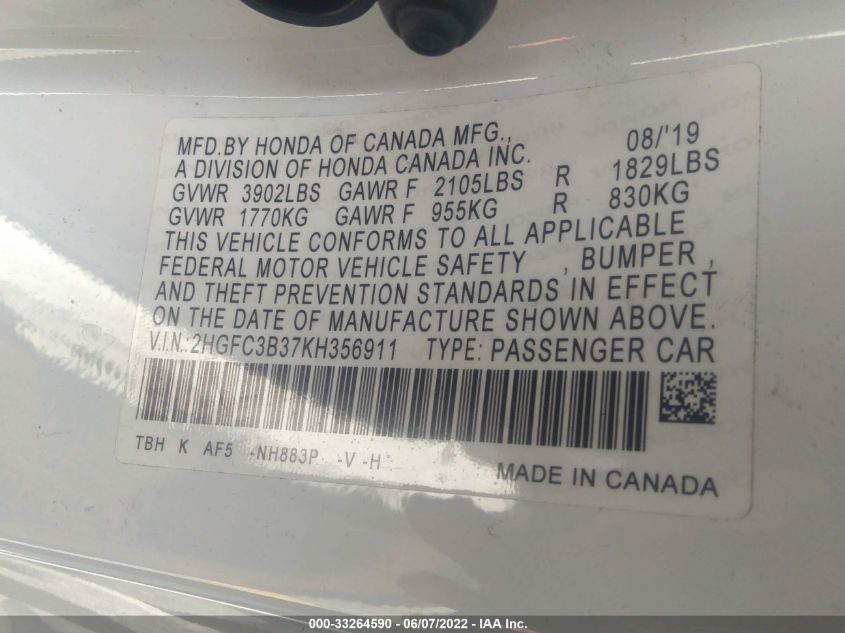 MFD.BY HONDA OF CANADA MFG., 08/'19
A DIVISION OF HONDA CANADA INC.
GVWR 3902LBS GAWR F 2105LBS R 1829LBS
GVWR 1770KG GAWR F 955KG R 830KG
THIS VEHICLE CONFORMS TO ALL APPLICABLE
FEDERAL MOTOR VEHICLE SAFETY , BUMPER ,
AND THEFT PREVENTION STANDARDS IN EFFECT
ON THE DATE OF MANUFACTURE SHOWN ABOVE.
V.I.N.:2HGFC3B37KH356911 TYPE: PASSENGER CAR
TBH K AF5 -NH883P -V -H
MADE IN CANADA
000-33264590 - 06/07/2022 - IAA Inc.